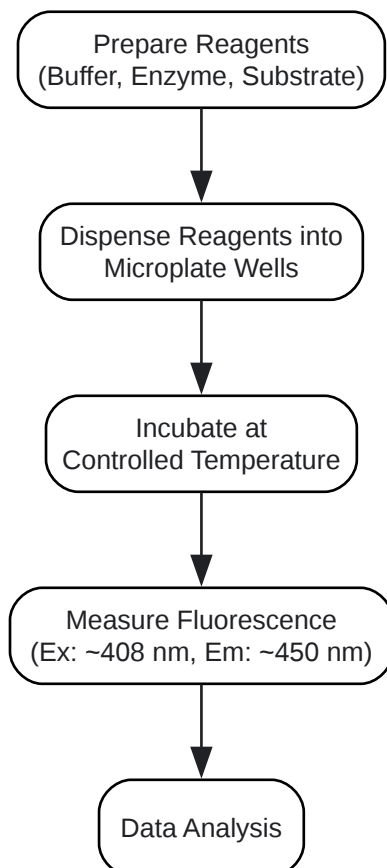 Prepare Reagents
(Buffer, Enzyme, Substrate)
Dispense Reagents into
Microplate Wells
Incubate at
Controlled Temperature
Measure Fluorescence
(Ex: ~408 nm, Em: ~450 nm)
Data Analysis